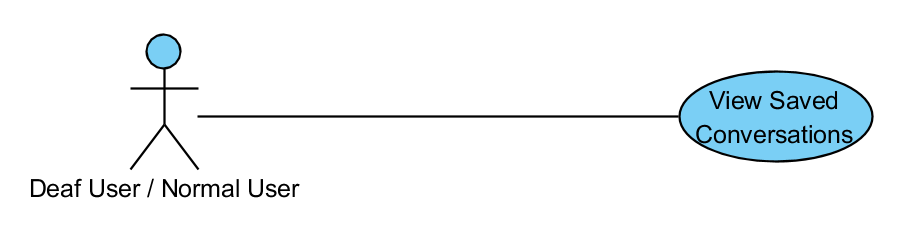 View Saved
Conversations
Deaf User / Normal User